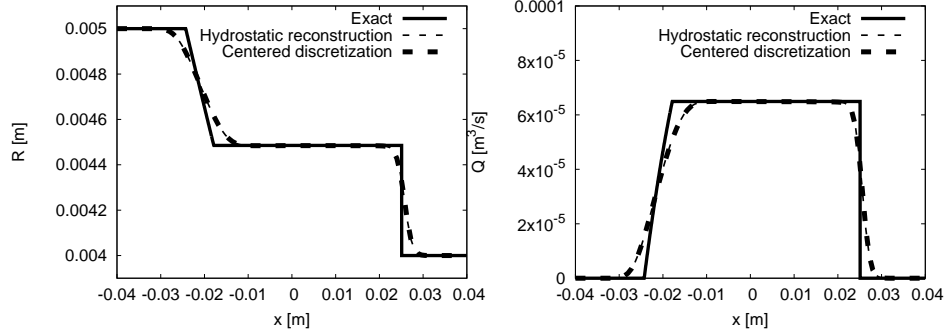 Exact
Hydrostatic reconstruction
Centered discretization
0.005
0.0048
0.0046
0.0044
0.0042
0.004
R [m]
-0.04 -0.03 -0.02 -0.01 0 0.01 0.02 0.03 0.04
x [m]
Exact
Hydrostatic reconstruction
Centered discretization
0.0001
8x10-5
6x10-5
4x10-5
2x10-5
0
Q [m3/s]
-0.04 -0.03 -0.02 -0.01 0 0.01 0.02 0.03 0.04
x [m]